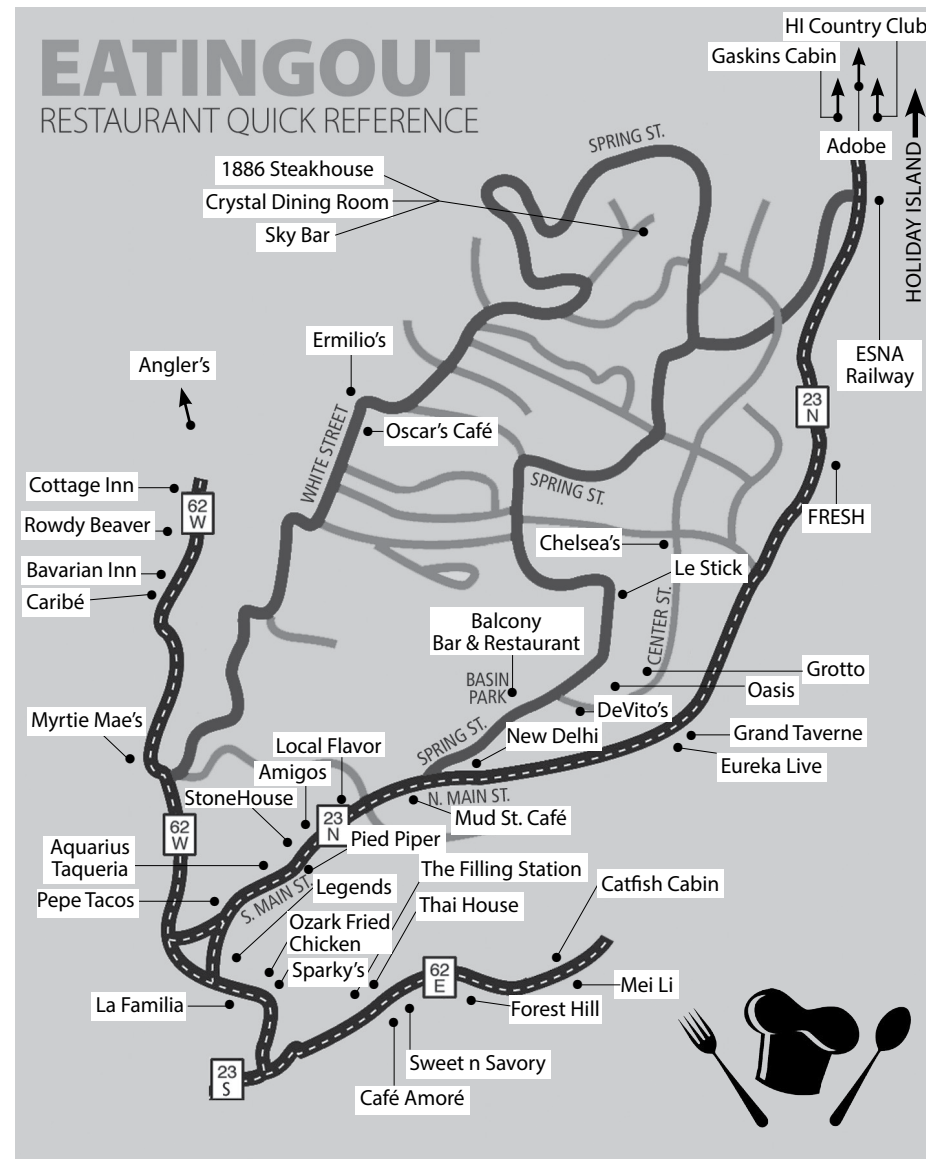 EATINGOUT
RESTAURANT QUICK REFERENCE
HI Country Club
Gaskins Cabin
Adobe
HOLIDAY ISLAND
SPRING ST.
1886 Steakhouse
Crystal Dining Room
Sky Bar
ESNA
Railway
Ermilio's
Angler's
23
N
WHITE STREET
Oscar's Café
SPRING ST.
FRESH
Cottage Inn
62
W
Rowdy Beaver
Chelsea's
Le Stick
Bavarian Inn
Caribé
CENTER ST.
Balcony
Bar & Restaurant
BASIN
PARK
Grotto
Oasis
Myrtie Mae's
DeVito's
SPRING ST.
New Delhi
Grand Taverne
Local Flavor
Eureka Live
Amigos
StoneHouse
N. MAIN ST.
23
N
Mud St. Café
62
W
Pied Piper
Aquarius
Taqueria
The Filling Station
Catfish Cabin
Pepe Tacos
S. MAIN ST.
Legends
Thai House
Ozark Fried
Chicken
Sparky's
62
E
Mei Li
La Familia
Forest Hill
Sweet n Savory
23
S
Café Amoré